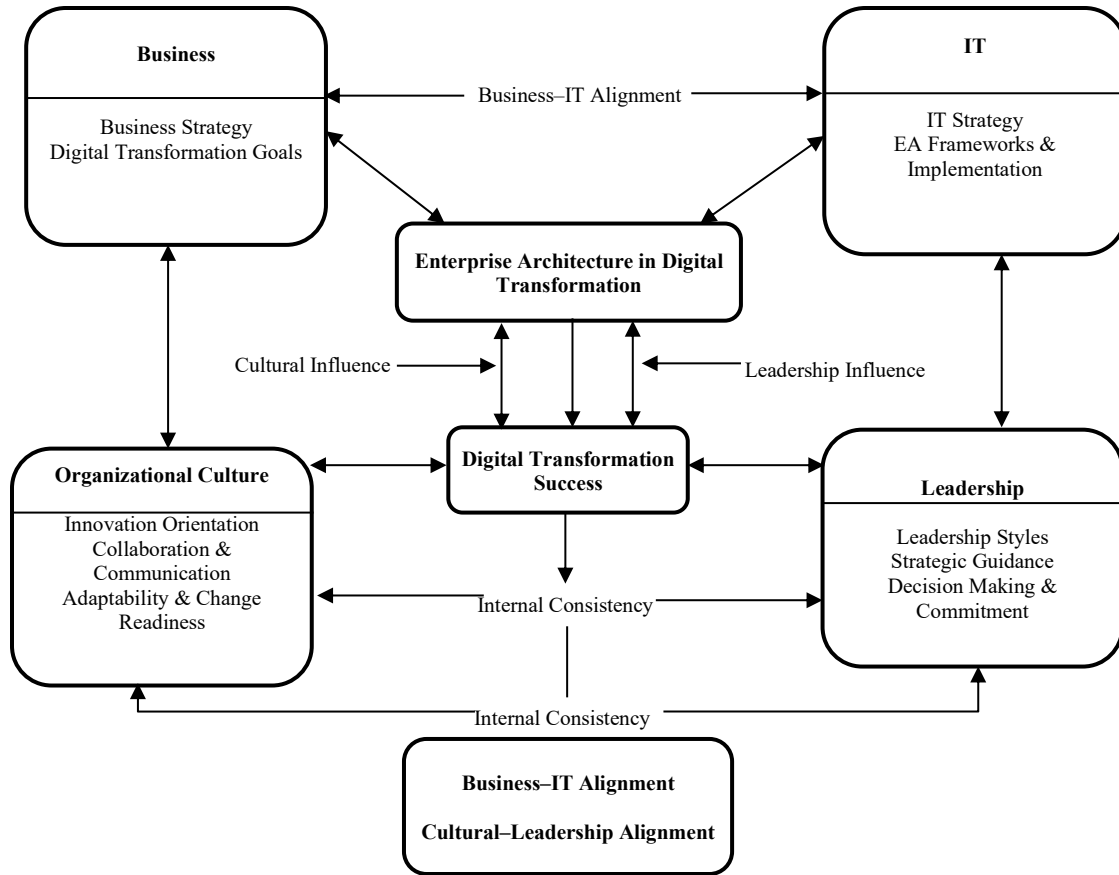 Business
Business Strategy
Digital Transformation Goals
Business–IT Alignment
IT
IT Strategy
EA Frameworks &
Implementation
Enterprise Architecture in Digital
Transformation
Cultural Influence
Leadership Influence
Organizational Culture
Innovation Orientation
Collaboration &
Communication
Adaptability & Change
Readiness
Digital Transformation
Success
Leadership
Leadership Styles
Strategic Guidance
Decision Making &
Commitment
Internal Consistency
Internal Consistency
Business–IT Alignment
Cultural–Leadership Alignment